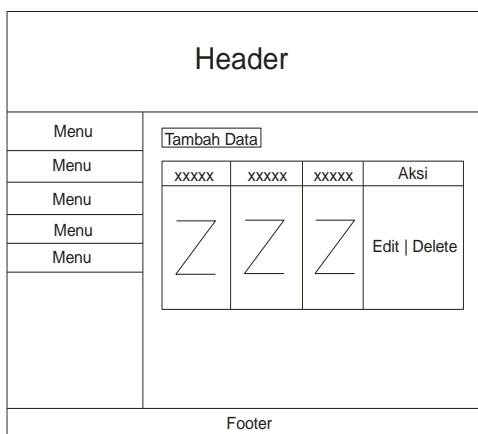 Header
Menu
Menu
Menu
Menu
Menu
Tambah Data
xxxxx xxxxx xxxxx Aksi
Edit | Delete
Footer